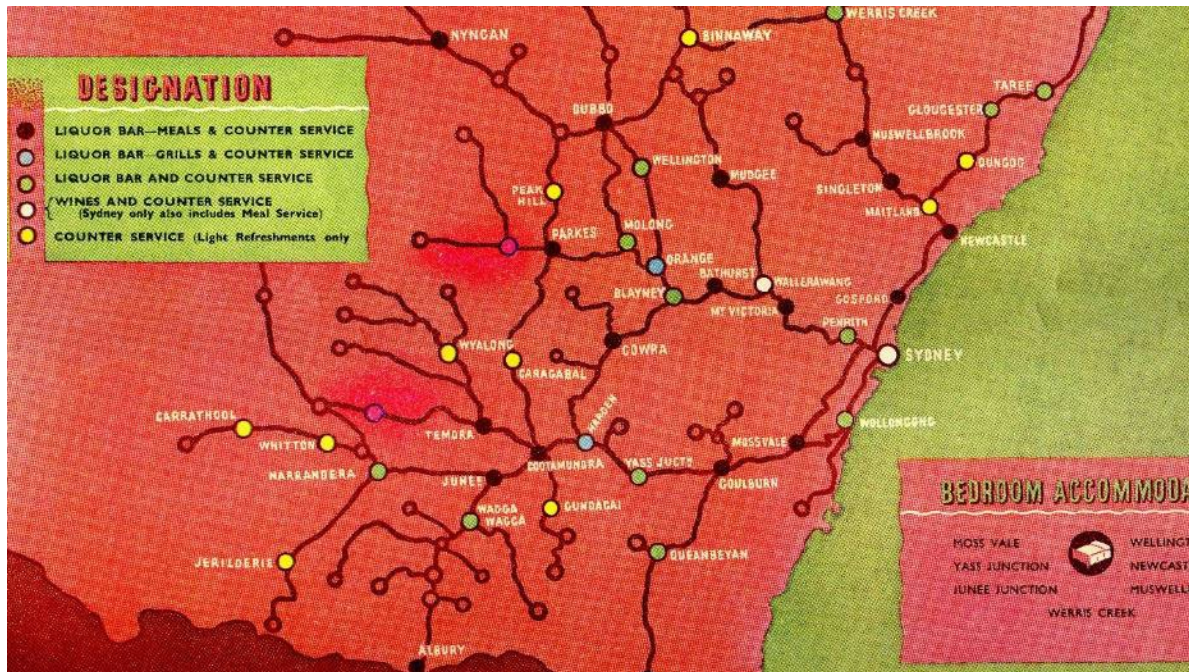 WERRIS CREEK
NYNGAN
BINNAWAY
DESIGNATION
LIQUOR BAR—MEALS & COUNTER SERVICE
LIQUOR BAR—GRILLS & COUNTER SERVICE
LIQUOR BAR AND COUNTER SERVICE
WINES AND COUNTER SERVICE
(Sydney only also includes Meal Service)
COUNTER SERVICE (Light Refreshments only
TAREE
GLOUCESTER
DUBBO
MUSWELLBROOK
DUNGOG
WELLINGTON
MUDGEE
SINGLETON
PEAK
HILL
MAITLAND
MOLONG
PARKES
NEWCASTLE
ORANGE
BATHURST
WALLERAWANG
BLAYNEY
GOSFORD
MT VICTORIA
PENRITH
WYALONG
COWRA
SYDNEY
CARAGABAL
HARDEN
CARRATHOOL
WOLLONGONG
TEMORA
MOSSVALE
WHITTON
COOTAMUNDRA
NARRANDERA
JUNEE
YASS JUCTN
GOULBURN
WAGGA
WAGGA
GUNDAGAI
BEDROOM ACCOMMODA
QUEANBEYAN
JERILDERIE
MOSS VALE
WELLINGT
YASS JUNCTION
NEWCAST
JUNEE JUNCTION
MUSWELL
WERRIS CREEK
ALBURY